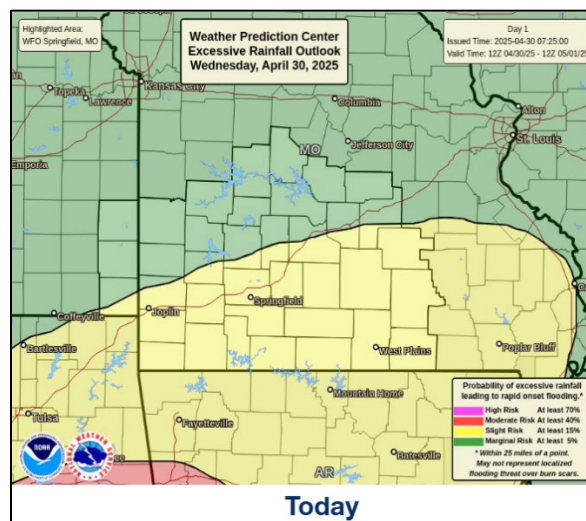 Highlighted Area:
WFO Springfield, MO
Weather Prediction Center
Excessive Rainfall Outlook
Wednesday, April 30, 2025
Day 1
Issued Time: 2025-04-30 07:25:00
Valid Time: 12Z 04/30/25 - 12Z 05/01/25
Kansas City
Topeka
Lawrence
Columbia
Alton
St. Louis
Emporia
MO
Jefferson City
Coffeyville
Joplin
Springfield
Bartlesville
West Plains
Poplar Bluff
Mountain Home
Tulsa
Fayetteville
Batesville
AR
Probability of excessive rainfall
leading to rapid onset flooding.*
High Risk At least 70%
Moderate Risk At least 40%
Slight Risk At least 15%
Marginal Risk At least 5%
* Within 25 miles of a point.
May not represent localized
flooding threat over burn scars.
NOAA
Today